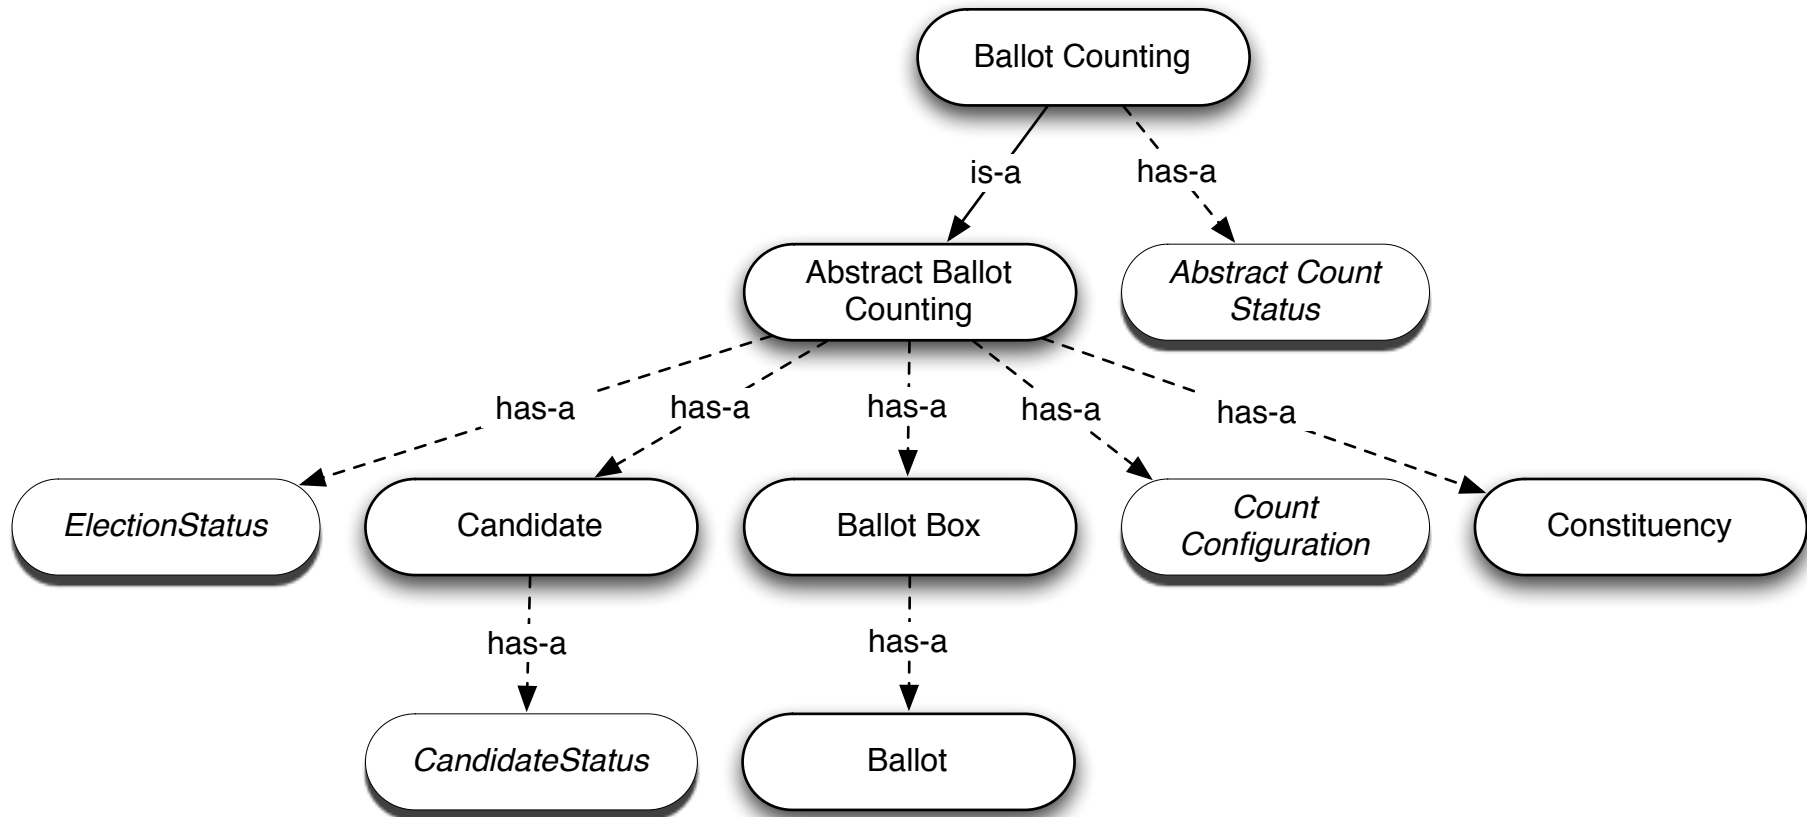 Ballot Counting
is-a
has-a
Abstract Ballot
Counting
Abstract Count
Status
has-a
has-a
has-a
has-a
has-a
ElectionStatus
Candidate
Ballot Box
Count
Configuration
Constituency
has-a
has-a
CandidateStatus
Ballot